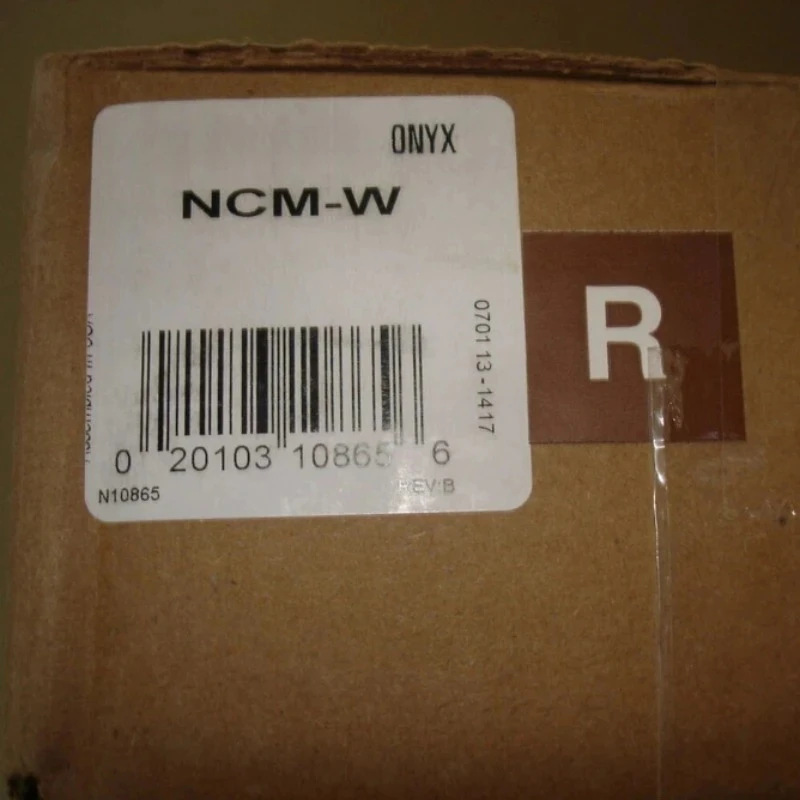 ONYX
NCM-W
R
070113-1417
0 20103 10865 6
N10865
REV:B